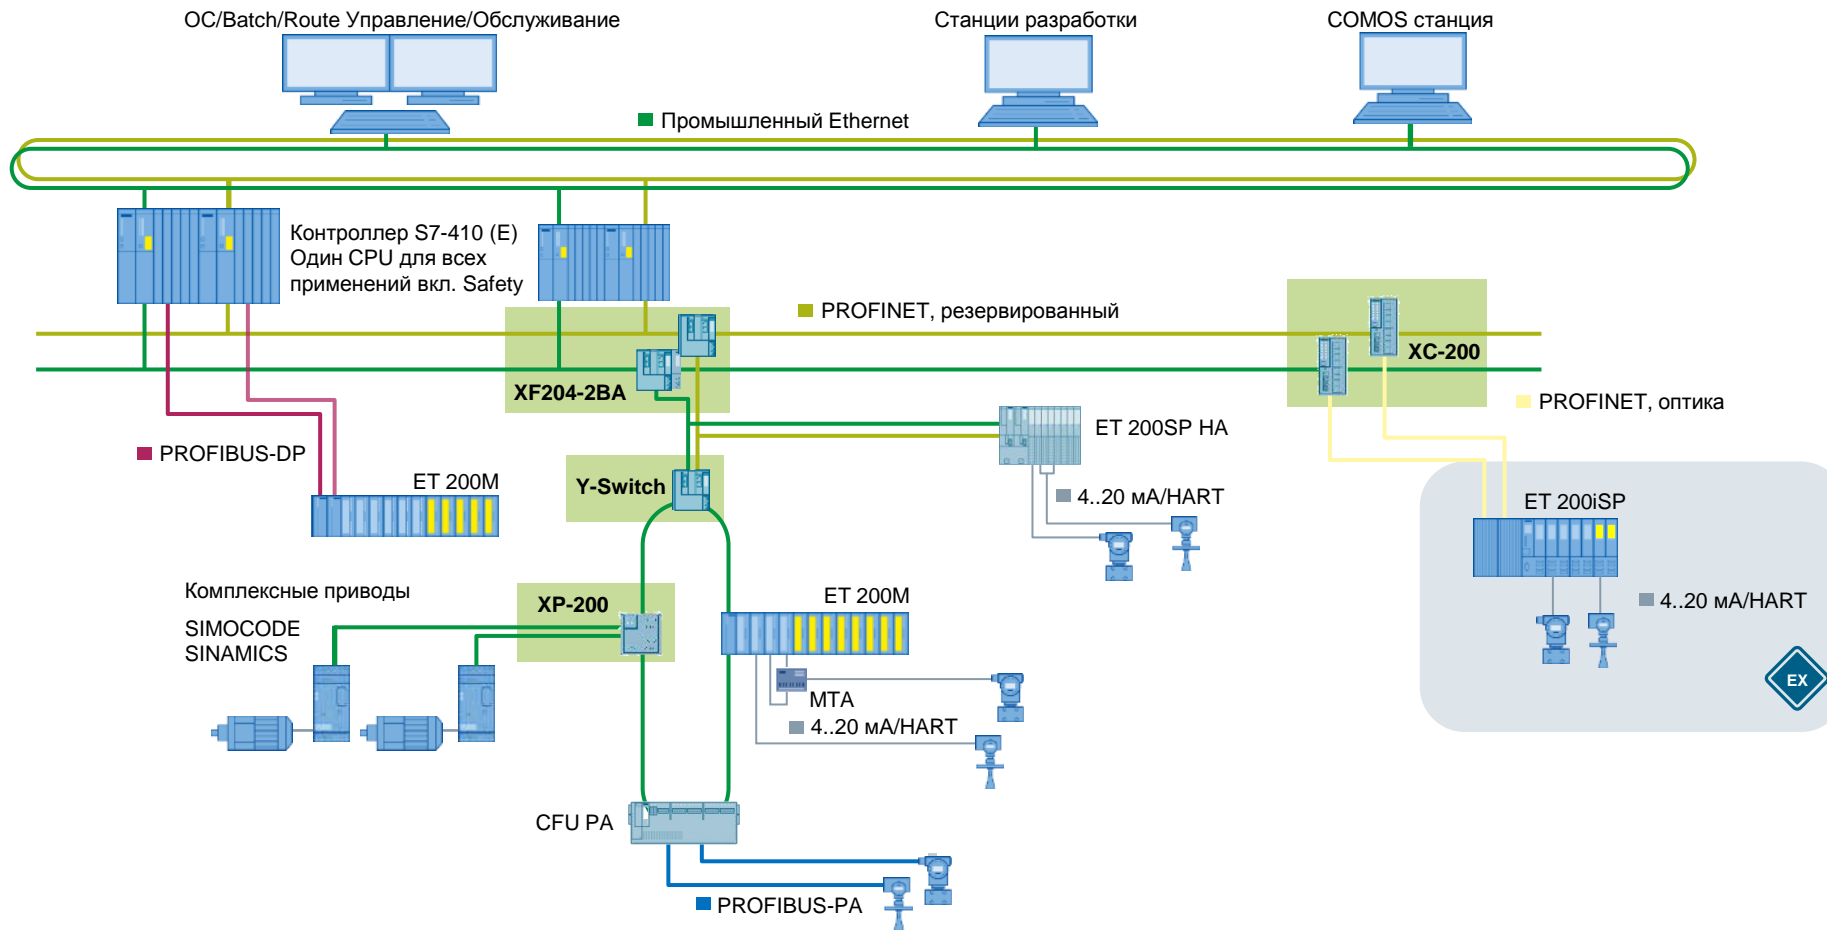 ОС/Batch/Route Управление/Обслуживание
Станции разработки
COMOS станция
Промышленный Ethernet
Контроллер S7-410 (E)
Один CPU для всех
применений вкл. Safety
PROFINET, резервированный
XF204-2BA
XC-200
PROFINET, оптика
PROFIBUS-DP
ET 200SP HA
ET 200M
Y-Switch
4..20 мА/HART
ET 200iSP
Комплексные приводы
SIMOCODE
SINAMICS
XP-200
ET 200M
4..20 мА/HART
EX
MTA
4..20 мА/HART
CFU PA
PROFIBUS-PA